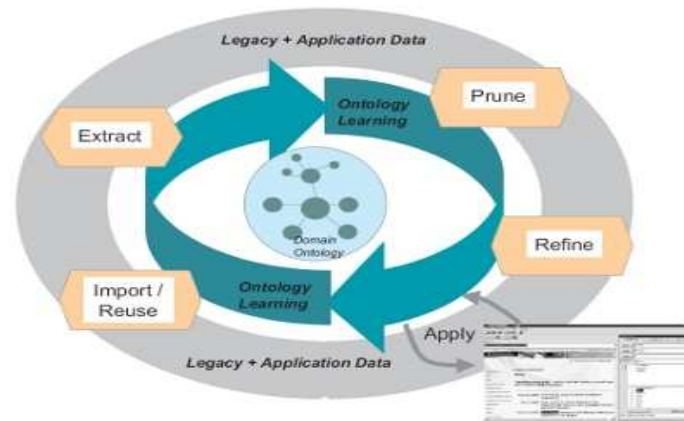 Legacy + Application Data
Prune
Ontology
Learning
Extract
Domain
Ontology
Refine
Import /
Reuse
Ontology
Learning
Apply
Legacy + Application Data